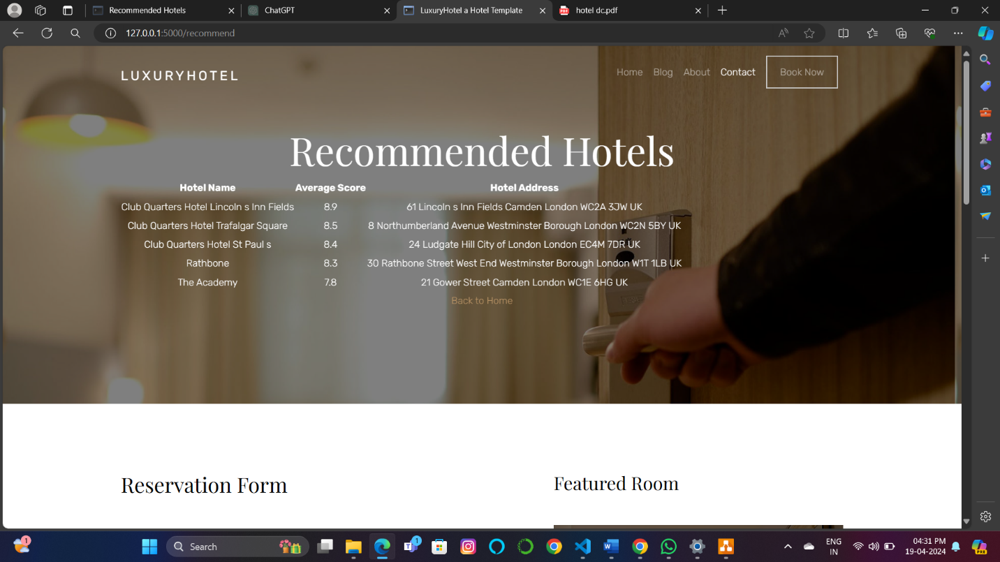 Recommended Hotels
ChatGPT
LuxuryHotel a Hotel Template
hotel dc.pdf
127.0.0.1:5000/recommend
LUXURYHOTEL
Home Blog About Contact Book Now
Recommended Hotels
Hotel Name Average Score Hotel Address
Club Quarters Hotel Lincoln s Inn Fields 8.9 61 Lincoln s Inn Fields Camden London WC2A 3JW UK
Club Quarters Hotel Trafalgar Square 8.5 8 Northumberland Avenue Westminster Borough London WC2N 5BY UK
Club Quarters Hotel St Paul s 8.4 24 Ludgate Hill City of London London EC4M 7DR UK
Rathbone 8.3 30 Rathbone Street West End Westminster Borough London W1T 1LB UK
The Academy 7.8 21 Gower Street Camden London WC1E 6HG UK
Back to Home
Reservation Form
Featured Room
1
Search
1
ENG
IN
04:31 PM
19-04-2024
PRE